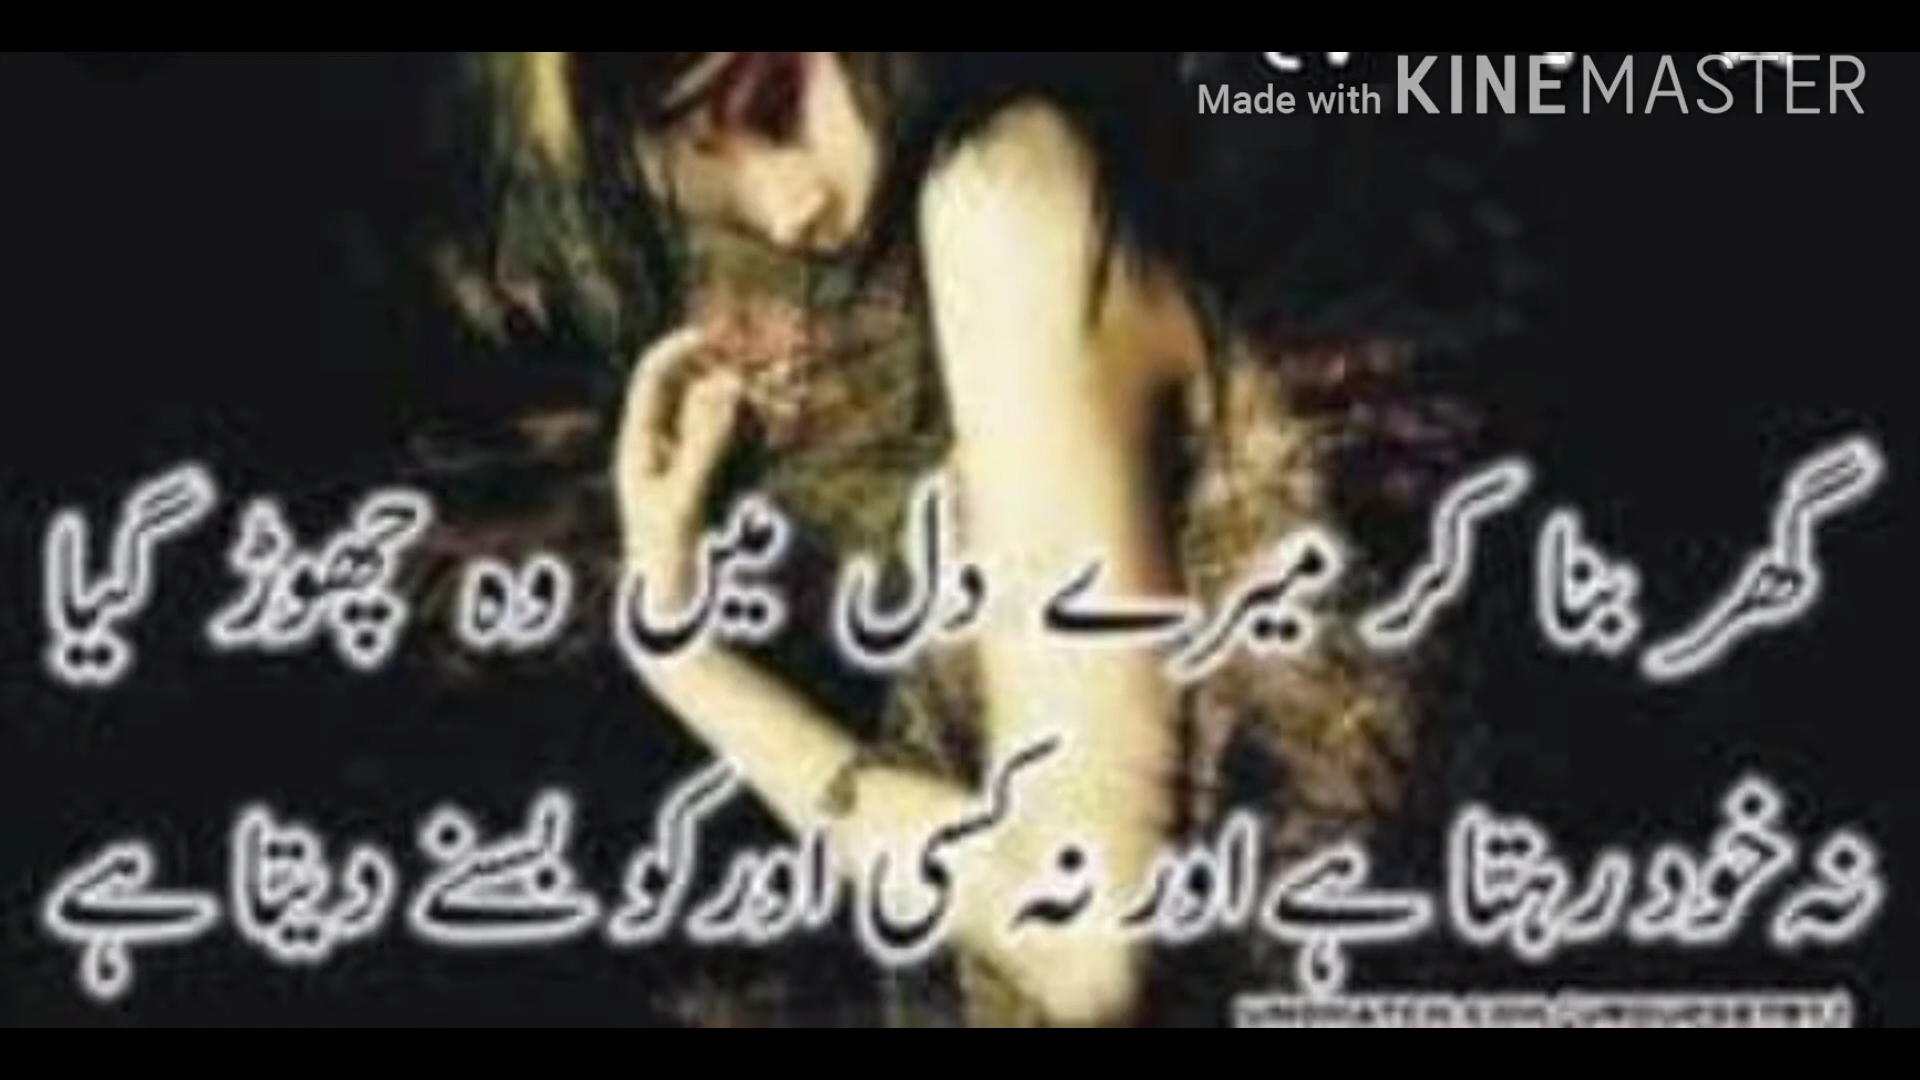 Made with KINEMASTER
گھر بنا کر میرے دل میں وہ چھوڑ گیا
نہ خود رہتا ہے اور نہ کسی اور کو بسنے دیتا ہے